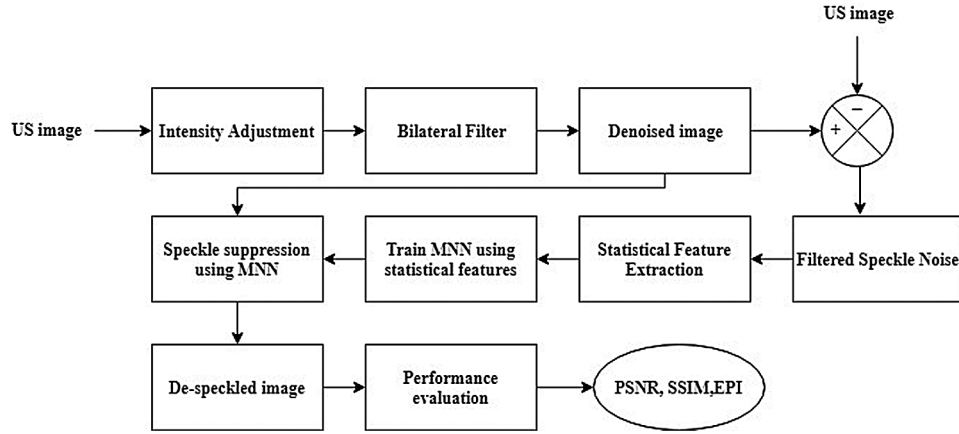 US image
US image
Intensity Adjustment
Bilateral Filter
Denoised image
−
+
Speckle suppression
using MNN
Train MNN using
statistical features
Statistical Feature
Extraction
Filtered Speckle Noise
De-speckled image
Performance
evaluation
PSNR, SSIM,EPI